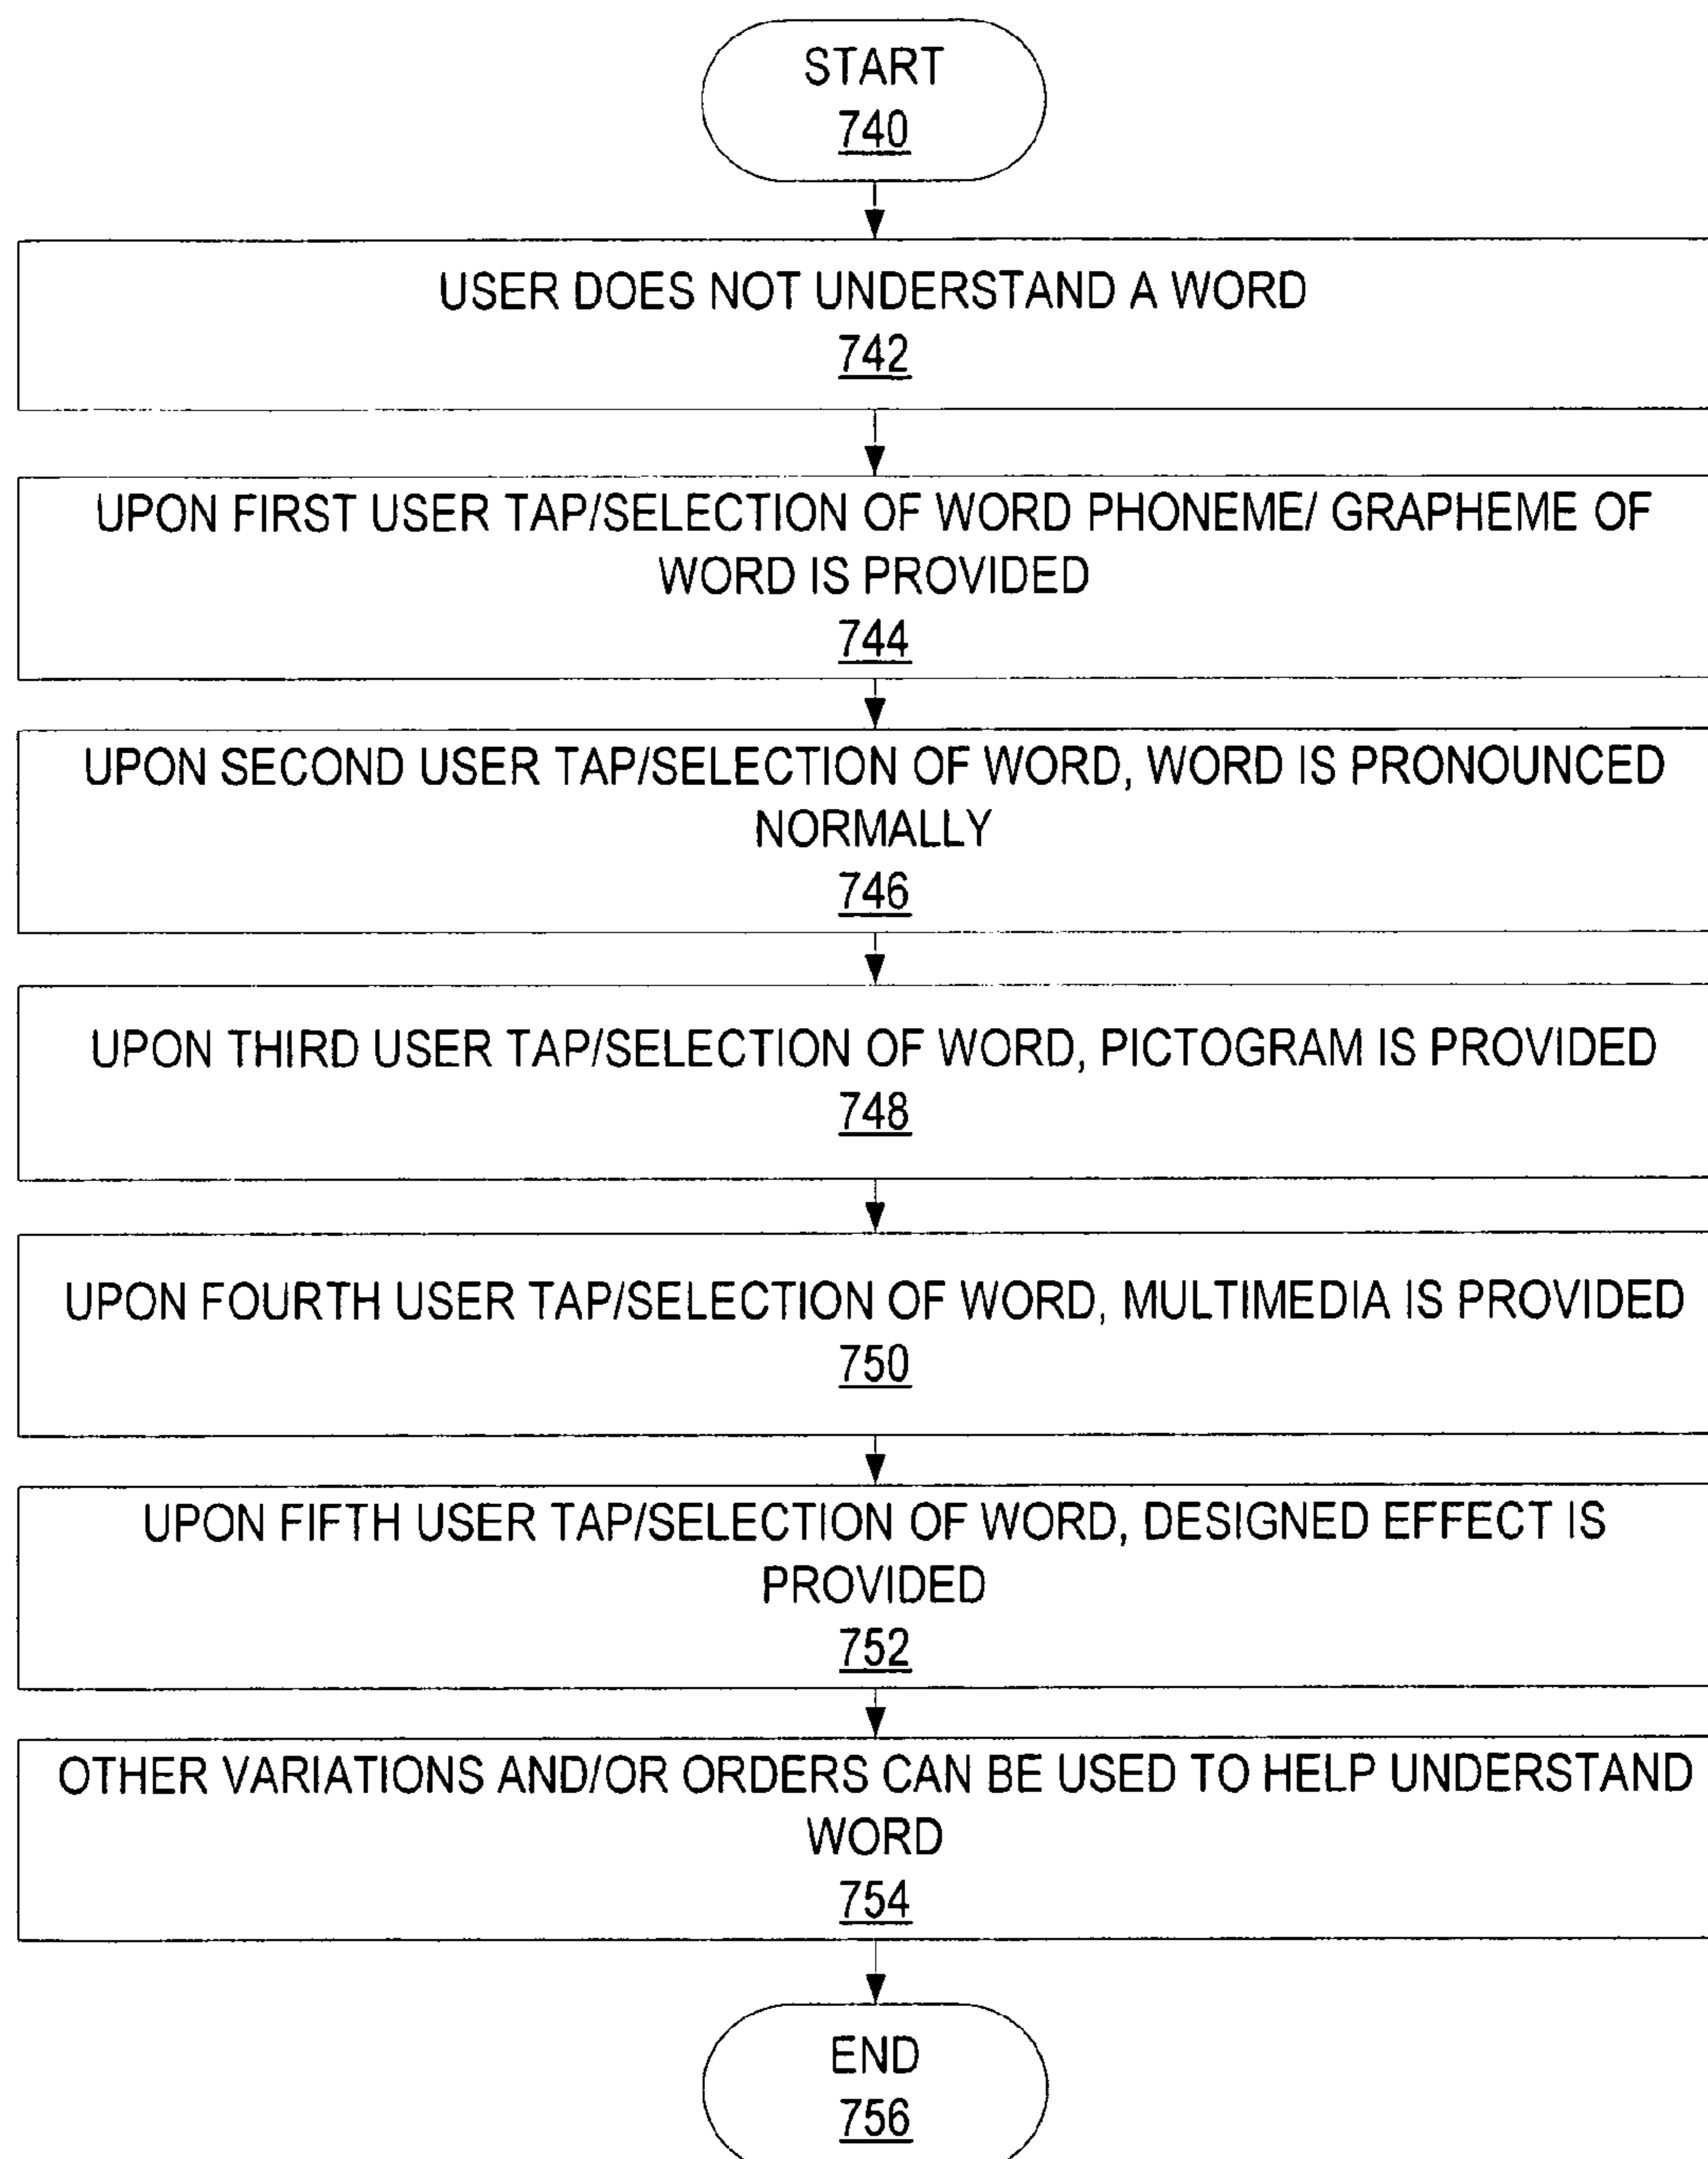 START
740
USER DOES NOT UNDERSTAND A WORD
742
UPON FIRST USER TAP/SELECTION OF WORD PHONEME/ GRAPHEME OF
WORD IS PROVIDED
744
UPON SECOND USER TAP/SELECTION OF WORD, WORD IS PRONOUNCED
NORMALLY
746
UPON THIRD USER TAP/SELECTION OF WORD, PICTOGRAM IS PROVIDED
748
UPON FOURTH USER TAP/SELECTION OF WORD, MULTIMEDIA IS PROVIDED
750
UPON FIFTH USER TAP/SELECTION OF WORD, DESIGNED EFFECT IS
PROVIDED
752
OTHER VARIATIONS AND/OR ORDERS CAN BE USED TO HELP UNDERSTAND
WORD
754
END
756